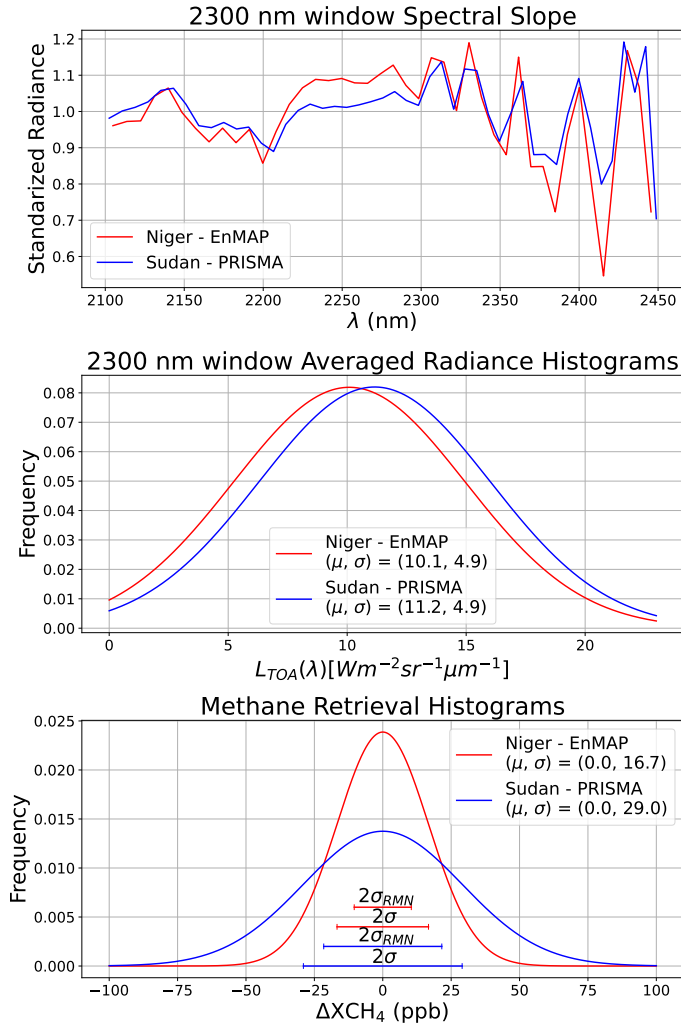 2300 nm window Spectral Slope
Standarized Radiance
1.2
1.1
1.0
0.9
0.8
0.7
0.6
Niger - EnMAP
Sudan - PRISMA
2100 2150 2200 2250 2300 2350 2400 2450
λ (nm)
2300 nm window Averaged Radiance Histograms
Frequency
0.08
0.07
0.06
0.05
0.04
0.03
0.02
0.01
0.00
Niger - EnMAP
(μ, σ) = (10.1, 4.9)
Sudan - PRISMA
(μ, σ) = (11.2, 4.9)
0 5 10 15 20
L_{TOA}(λ)[Wm⁻²sr⁻¹μm⁻¹]
Methane Retrieval Histograms
Frequency
0.025
0.020
0.015
0.010
0.005
0.000
Niger - EnMAP
(μ, σ) = (0.0, 16.7)
Sudan - PRISMA
(μ, σ) = (0.0, 29.0)
2σ_{RMN}
2σ
2σ_{RMN}
2σ
−100 −75 −50 −25 0 25 50 75 100
ΔXCH₄ (ppb)